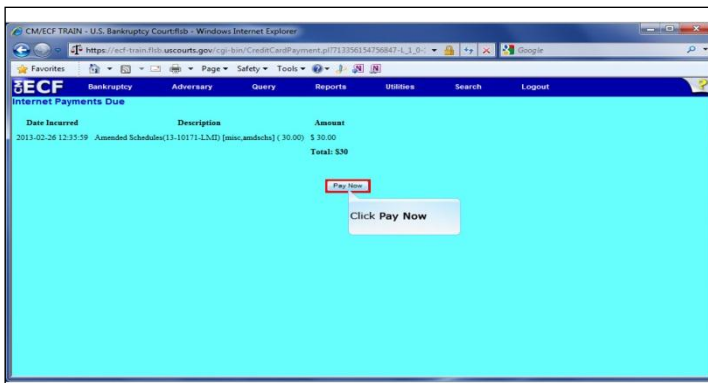 CM/ECF TRAIN - U.S. Bankruptcy Court:flsb - Windows Internet Explorer
https://ecf-train.flsb.uscourts.gov/cgi-bin/CreditCardPayment.pl?713356154756847-L_1_0-:
Google
Favorites Page Safety Tools
ECF Bankruptcy Adversary Query Reports Utilities Search Logout ?
Internet Payments Due
Date Incurred Description Amount
2013-02-26 12:35:59 Amended Schedules(13-10171-LMI) [misc,amdschs] ( 30.00) $ 30.00
Total: $30
Pay Now
Click Pay Now